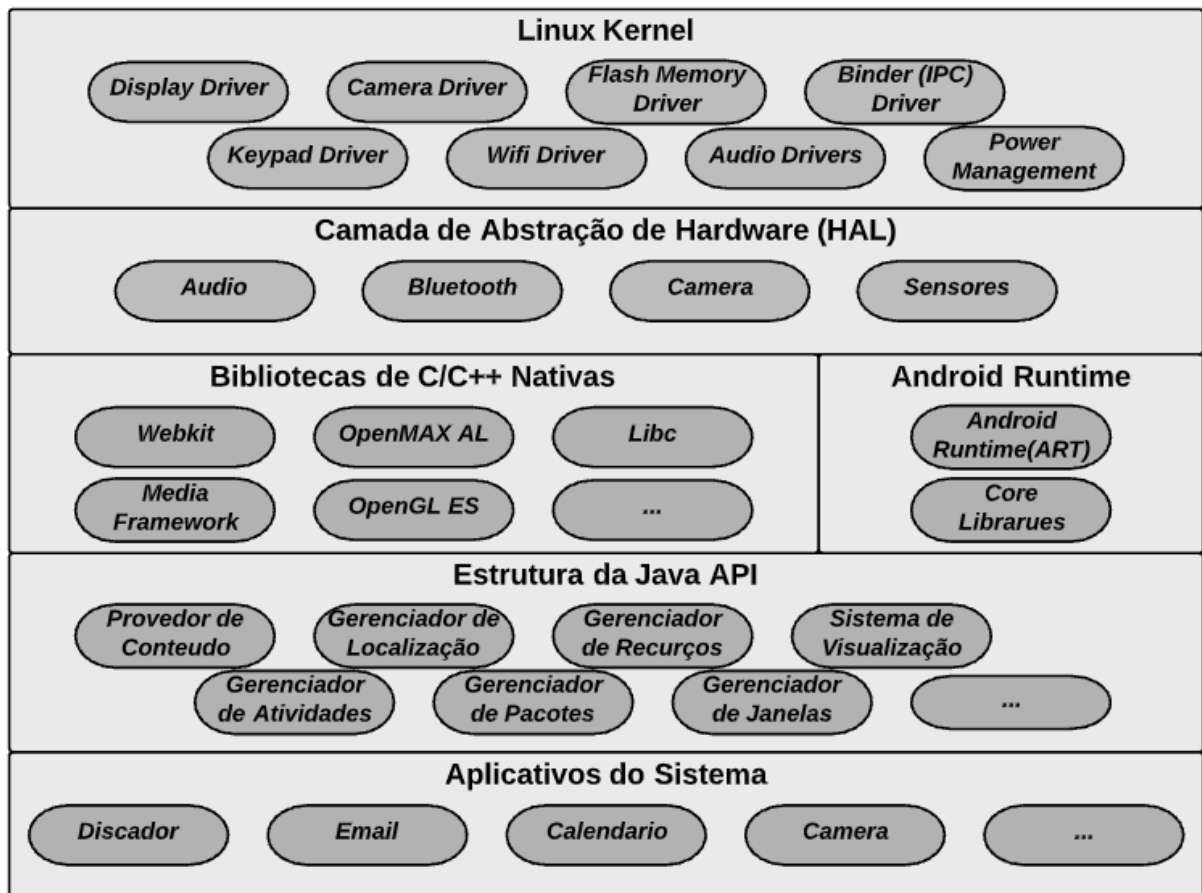 Linux Kernel
Display Driver
Camera Driver
Flash Memory
Driver
Binder (IPC)
Driver
Keypad Driver
Wifi Driver
Audio Drivers
Power
Management
Camada de Abstração de Hardware (HAL)
Audio
Bluetooth
Camera
Sensores
Bibliotecas de C/C++ Nativas
Webkit
OpenMAX AL
Libc
Media
Framework
OpenGL ES
...
Android Runtime
Android
Runtime(ART)
Core
Librarues
Estrutura da Java API
Provedor de
Conteudo
Gerenciador de
Localização
Gerenciador
de Recurços
Sistema de
Visualização
Gerenciador
de Atividades
Gerenciador
de Pacotes
Gerenciador
de Janelas
...
Aplicativos do Sistema
Discador
Email
Calendario
Camera
...